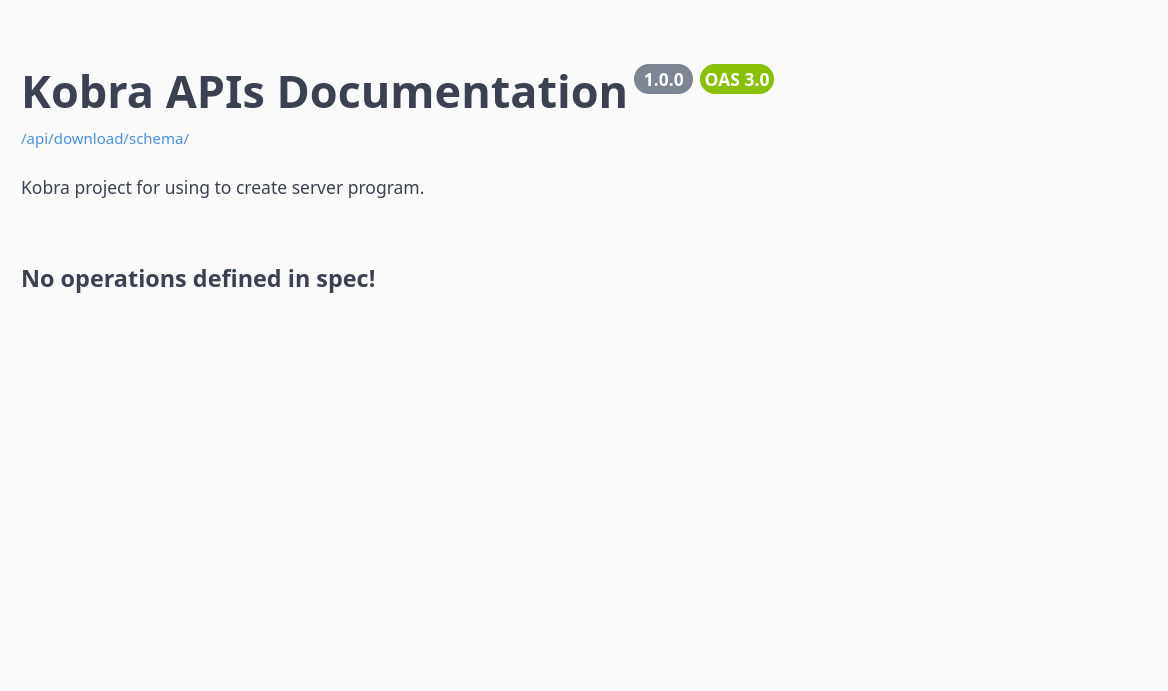 Kobra APIs Documentation 1.0.0 OAS 3.0
/api/download/schema/
Kobra project for using to create server program.
No operations defined in spec!